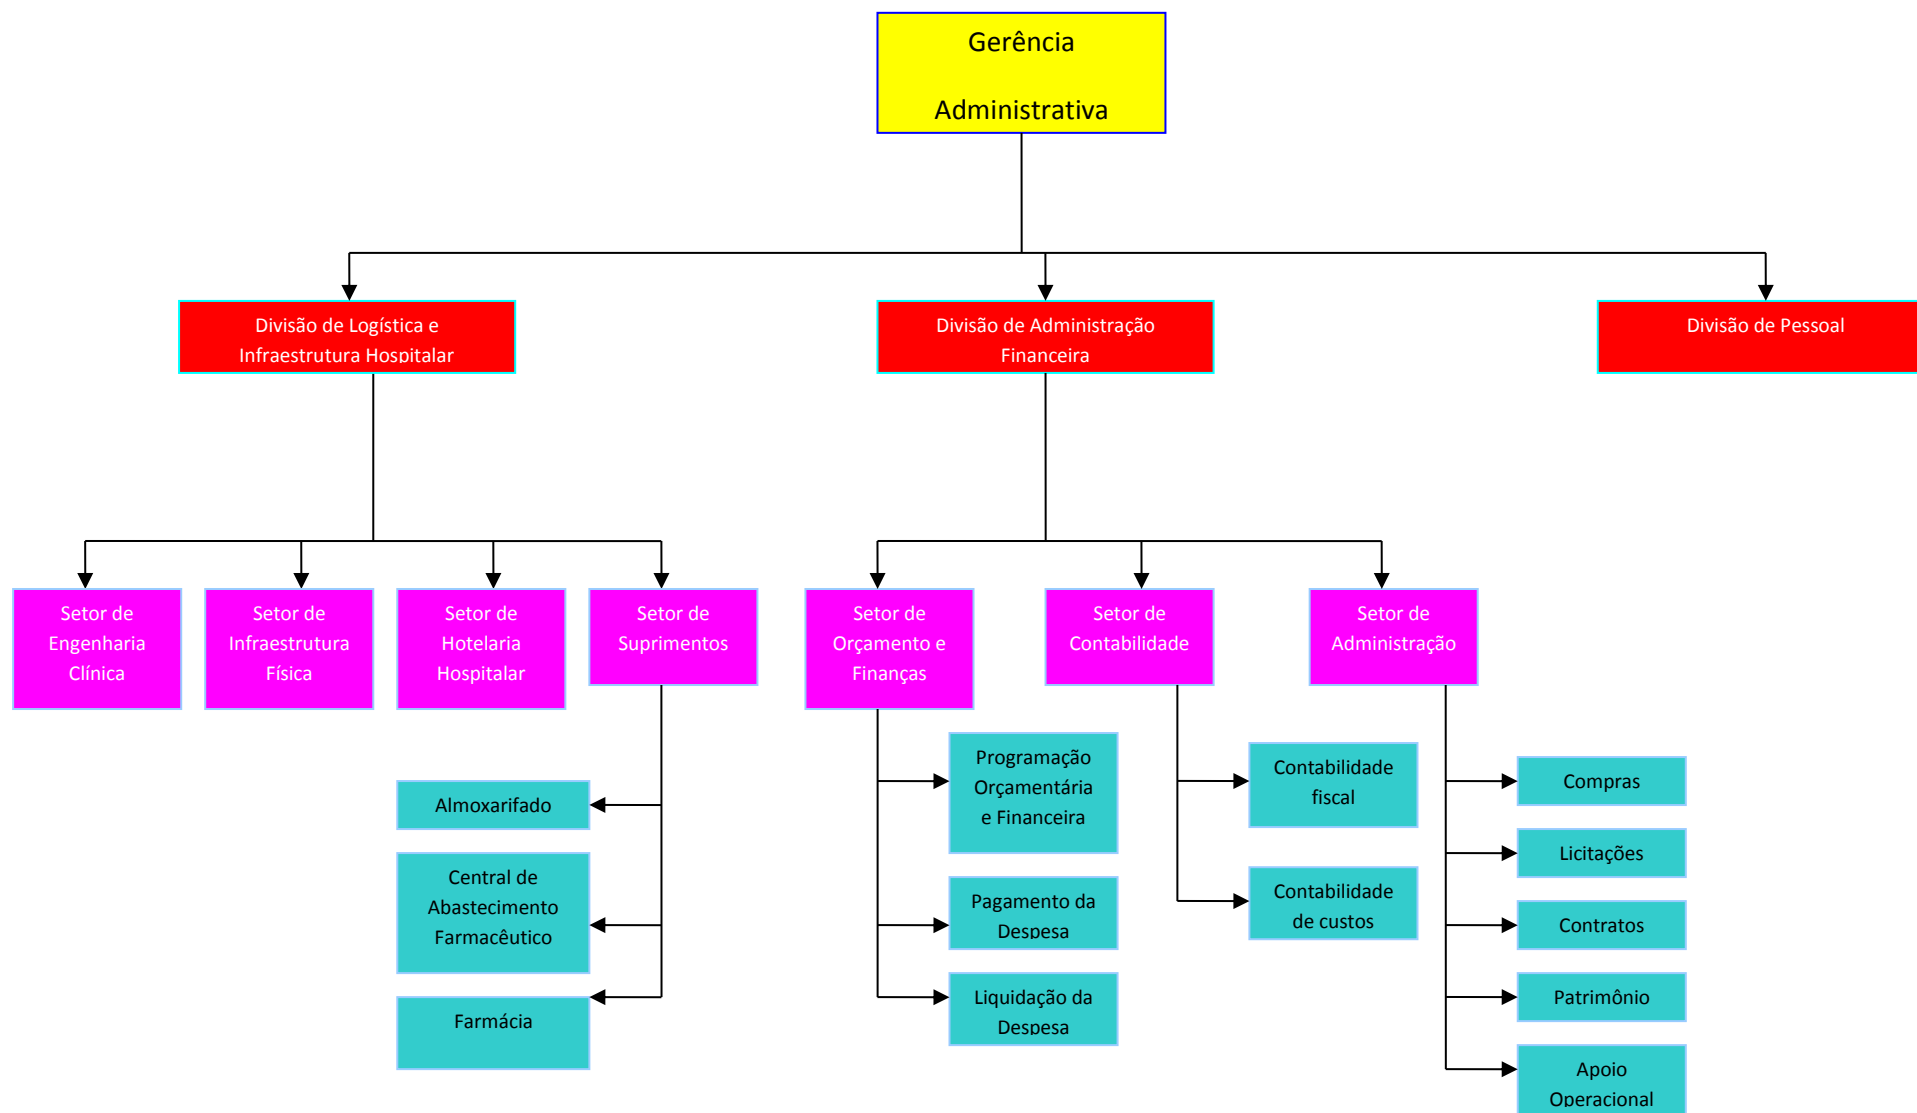 Gerência
Administrativa
Divisão de Logística e
Infraestrutura Hospitalar
Divisão de Administração
Financeira
Divisão de Pessoal
Setor de
Engenharia
Clínica
Setor de
Infraestrutura
Física
Setor de
Hotelaria
Hospitalar
Setor de
Suprimentos
Setor de
Orçamento e
Finanças
Setor de
Contabilidade
Setor de
Administração
Almoxarifado
Central de
Abastecimento
Farmacêutico
Farmácia
Programação
Orçamentária
e Financeira
Pagamento da
Despesa
Liquidação da
Despesa
Contabilidade
fiscal
Contabilidade
de custos
Compras
Licitações
Contratos
Patrimônio
Apoio
Operacional